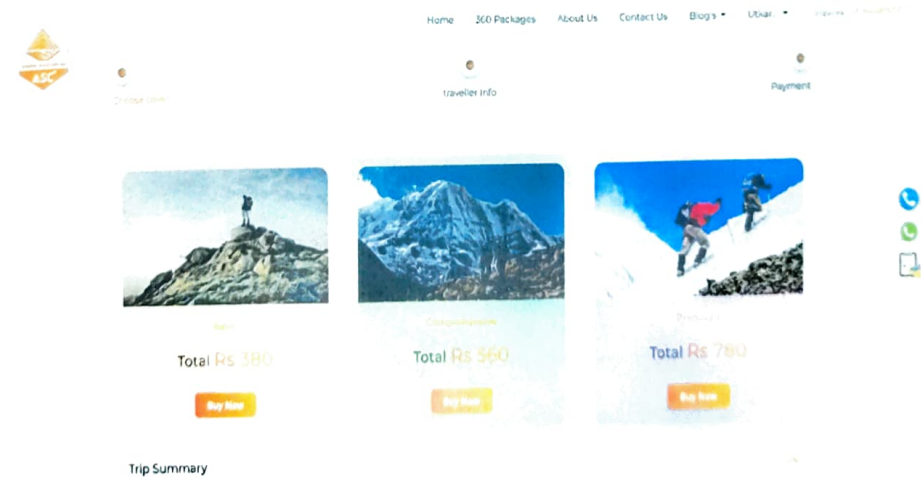 Home 360 Packages About Us Contact Us Blog's
ASC
Traveller Info
Payment
Total Rs 380
Total Rs 560
Total Rs 780
Buy Now
Buy Now
Buy Now
Trip Summary